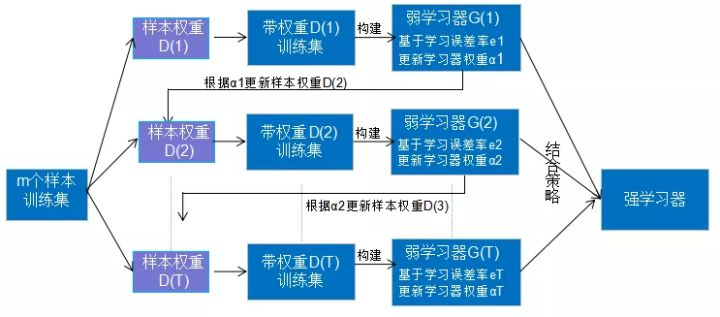 样本权重
D(1)
带权重D(1)
训练集
构建
弱学习器G(1)
基于学习误差率e1
更新学习器权重α1
根据α1更新样本权重D(2)
样本权重
D(2)
带权重D(2)
训练集
构建
弱学习器G(2)
基于学习误差率e2
更新学习器权重α2
m个样本
训练集
结合策略
强学习器
根据α2更新样本权重D(3)
样本权重
D(T)
带权重D(T)
训练集
构建
弱学习器G(T)
基于学习误差率eT
更新学习器权重αT